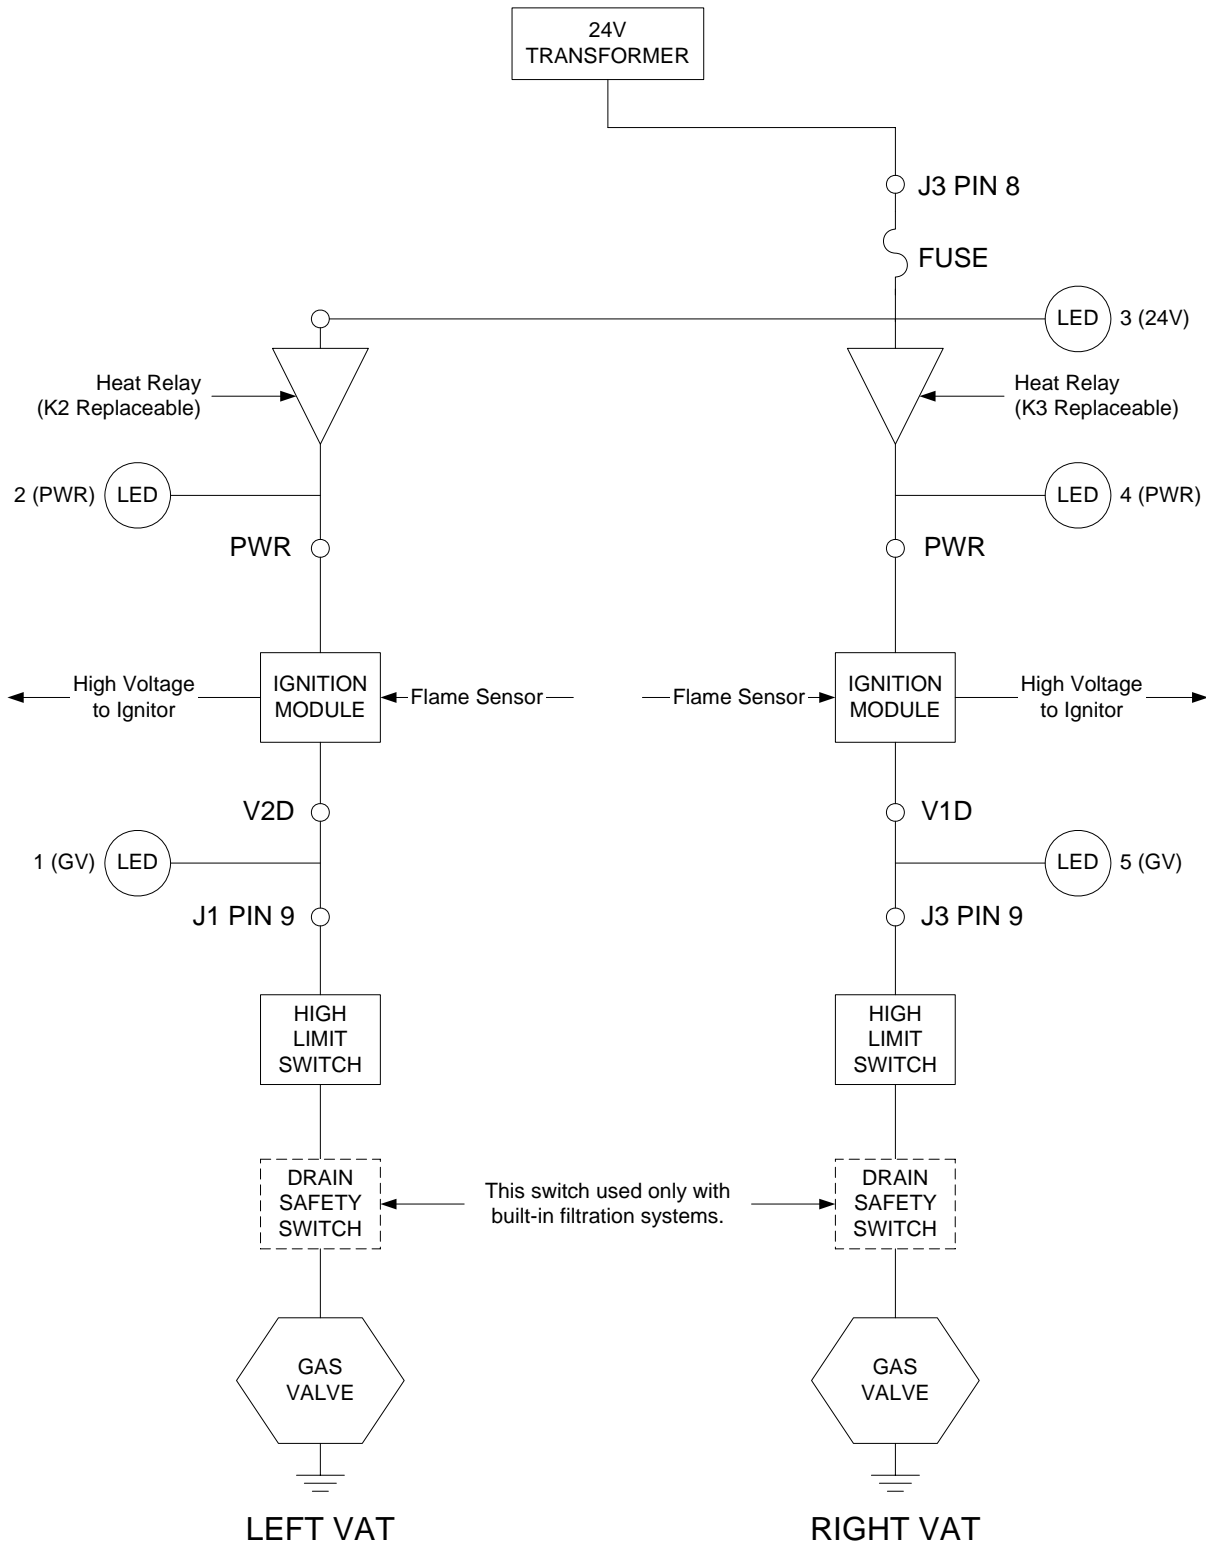 24V
TRANSFORMER
J3 PIN 8
FUSE
LED 3 (24V)
Heat Relay
(K2 Replaceable)
Heat Relay
(K3 Replaceable)
2 (PWR) LED
LED 4 (PWR)
PWR
PWR
High Voltage
to Ignitor
IGNITION
MODULE
Flame Sensor
Flame Sensor
IGNITION
MODULE
High Voltage
to Ignitor
V2D
V1D
1 (GV) LED
LED 5 (GV)
J1 PIN 9
J3 PIN 9
HIGH
LIMIT
SWITCH
HIGH
LIMIT
SWITCH
DRAIN
SAFETY
SWITCH
This switch used only with
built-in filtration systems.
DRAIN
SAFETY
SWITCH
GAS
VALVE
GAS
VALVE
LEFT VAT
RIGHT VAT